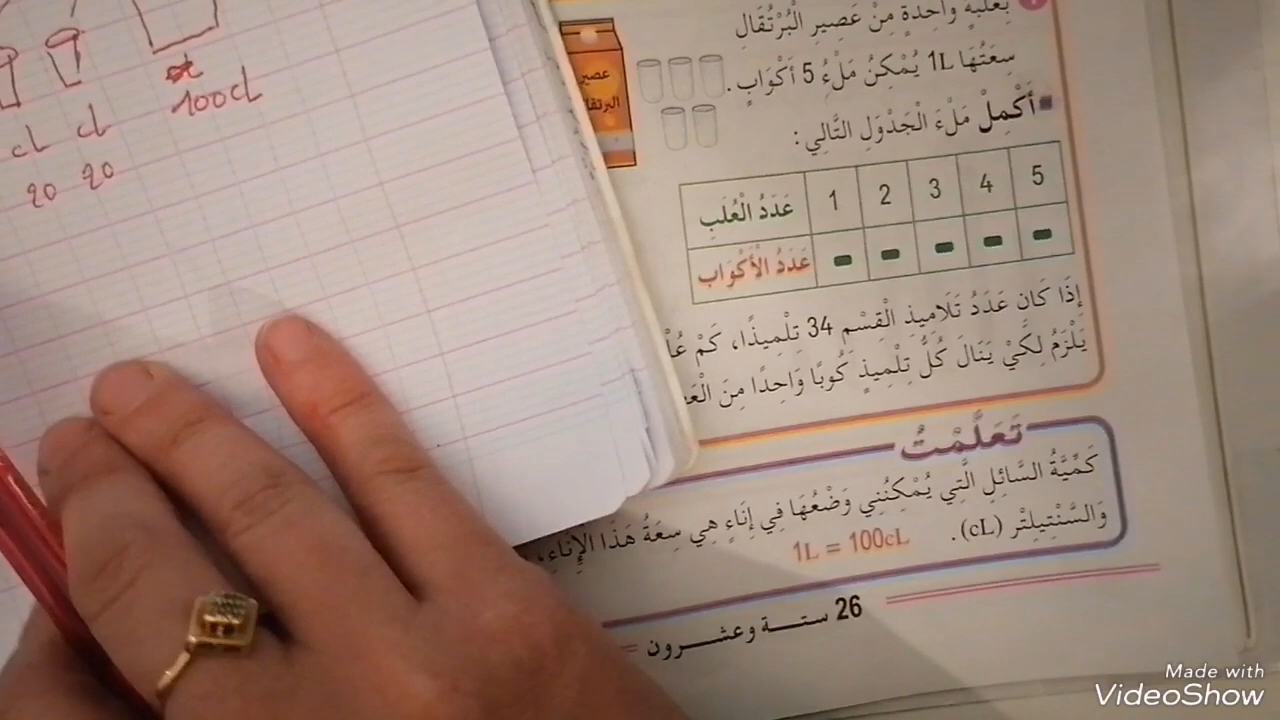 cL cL
20 20
100cL
بِعُلْبَةٍ وَاحِدَةٍ مِنْ عَصِيرِ الْبُرْتُقَالِ
سِعَتُهَا 1L يُمْكِنُ مَلْءُ 5 أَكْوَابٍ.
عصير
▪ أَكْمِلْ مَلْءَ الْجَدْوَلِ التَّالِي:
عَدَدُ الْعُلَبِ 1 2 3 4 5
عَدَدُ الْأَكْوَابِ - - - - -
إِذَا كَانَ عَدَدُ تَلَامِيذِ الْقِسْمِ 34 تِلْمِيذًا، كَمْ
يَلْزَمُ لِكَيْ يَنَالَ كُلُّ تِلْمِيذٍ كُوبًا وَاحِدًا مِنَ
تَعَلَّمْتُ
كَمِّيَّةُ السَّائِلِ الَّتِي يُمْكِنُنِي وَضْعُهَا فِي إِنَاءٍ هِيَ سِعَةُ هَذَا الْإِنَاءِ،
وَالسَّنْتِيلِتْرِ (cL). 1L = 100cL
26 ستة وعشرون
Made with
VideoShow